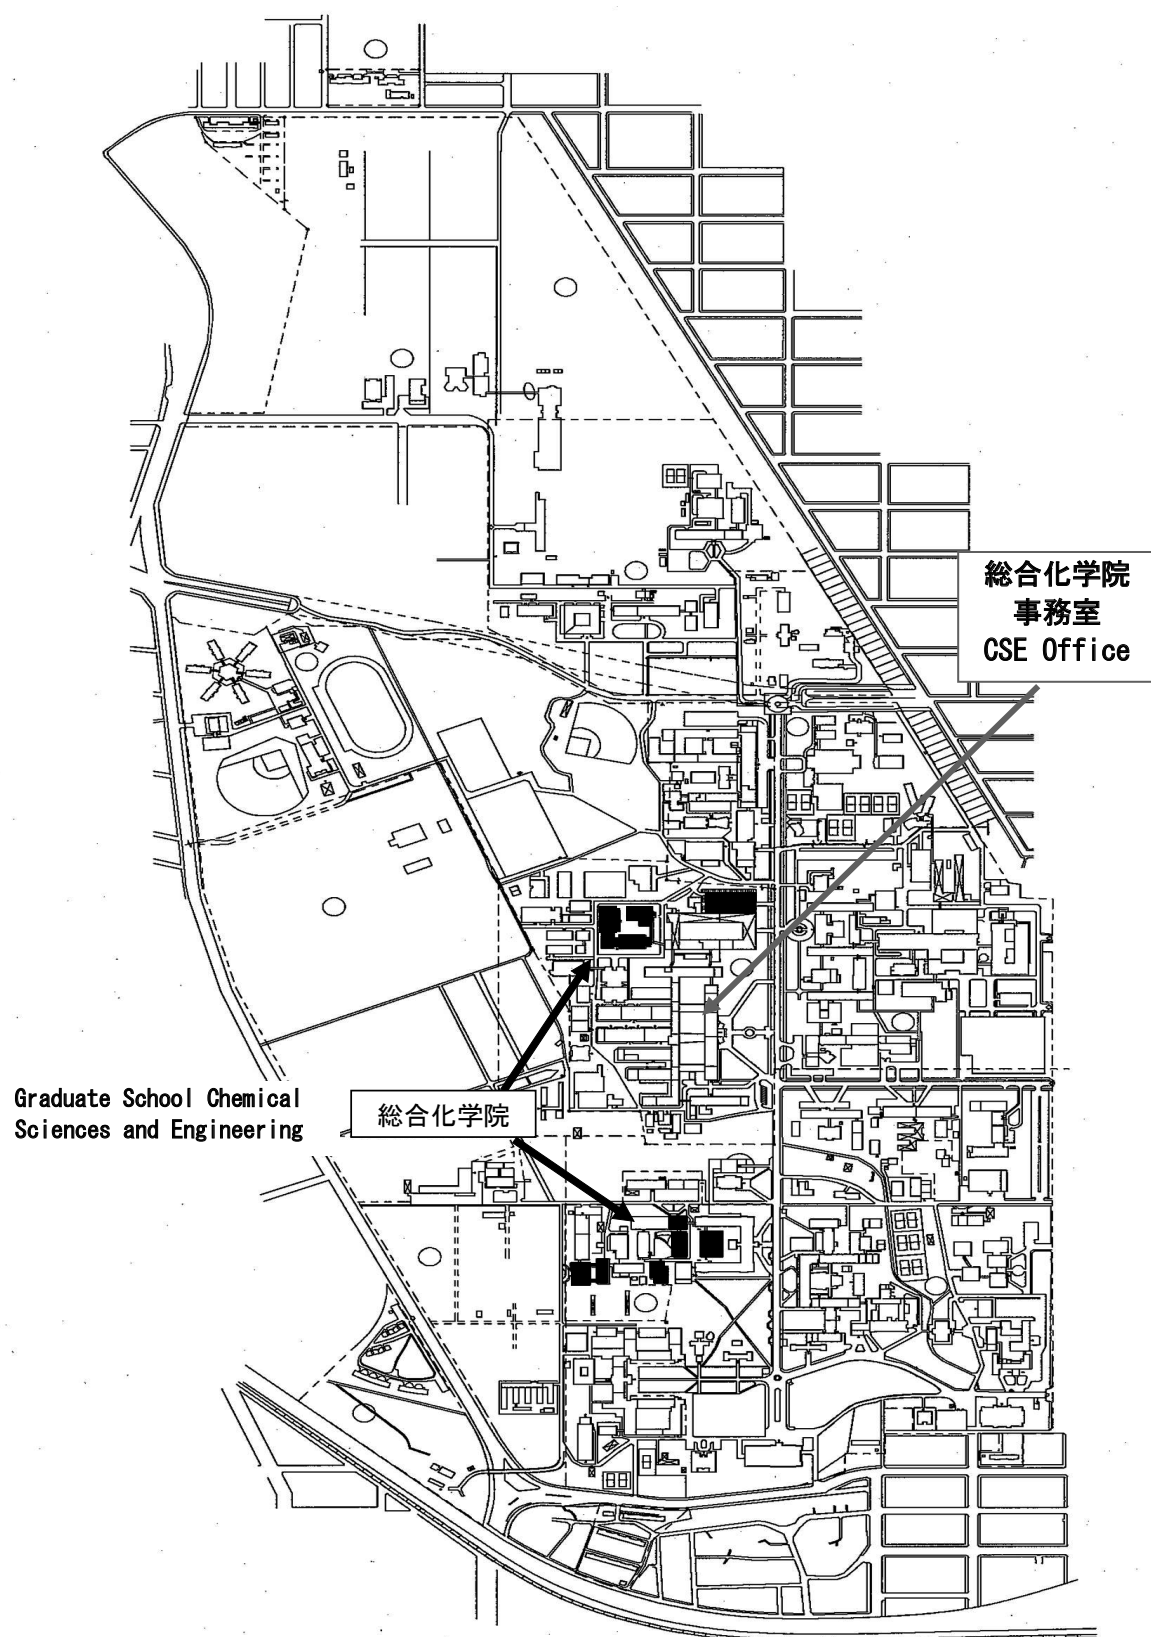 総合化学院
事務室
CSE Office
Graduate School Chemical
Sciences and Engineering
総合化学院